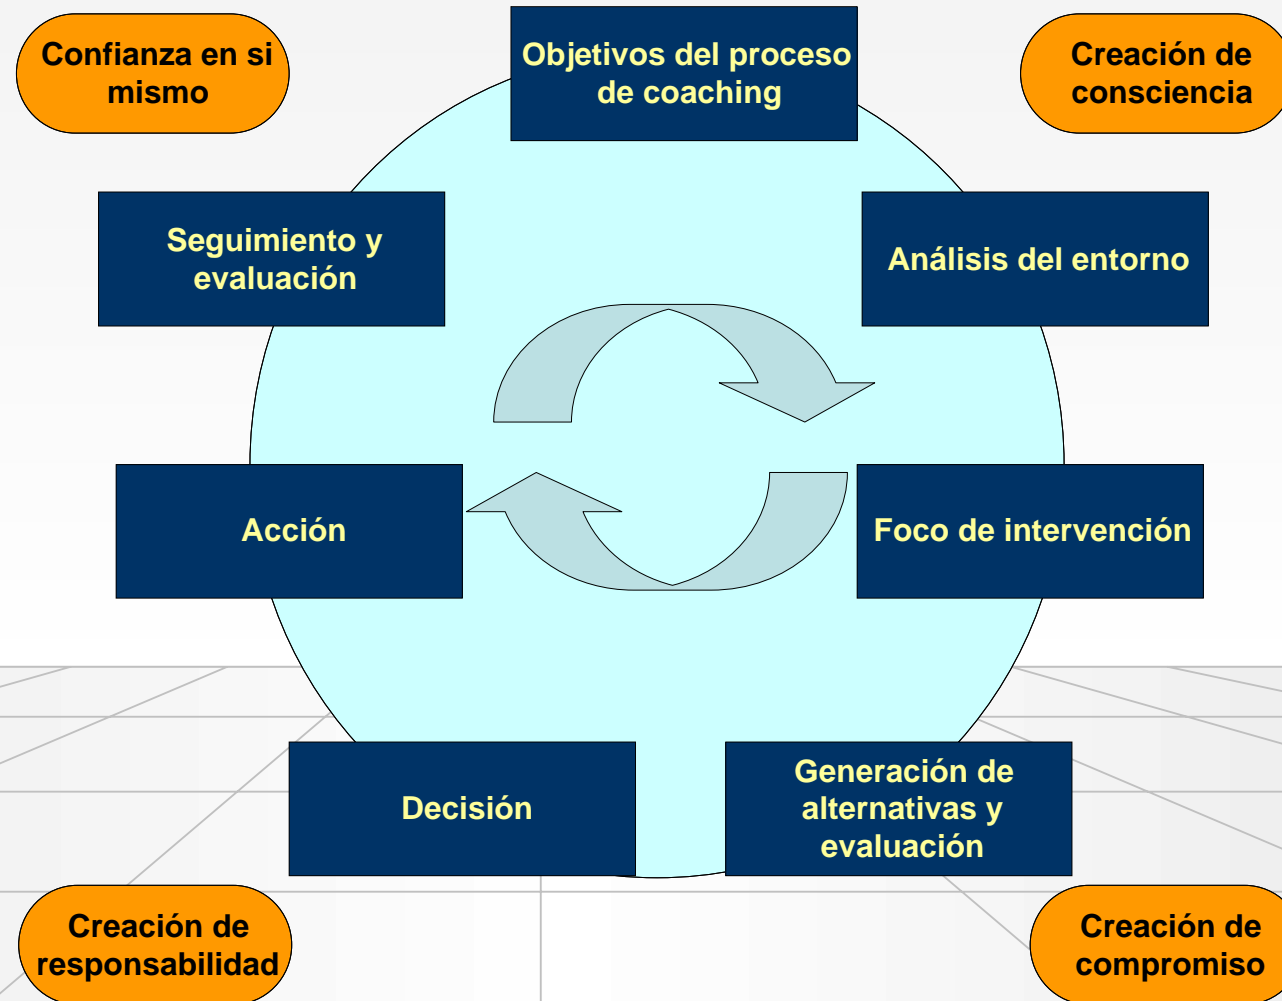 Confianza en si
mismo
Objetivos del proceso
de coaching
Creación de
consciencia
Seguimiento y
evaluación
Análisis del entorno
Acción
Foco de intervención
Decisión
Generación de
alternativas y
evaluación
Creación de
responsabilidad
Creación de
compromiso